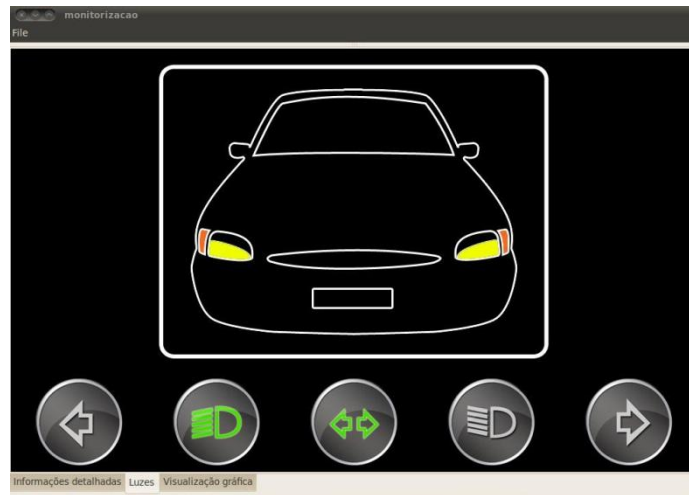 monitorizacao
File
Informações detalhadas Luzes Visualização gráfica